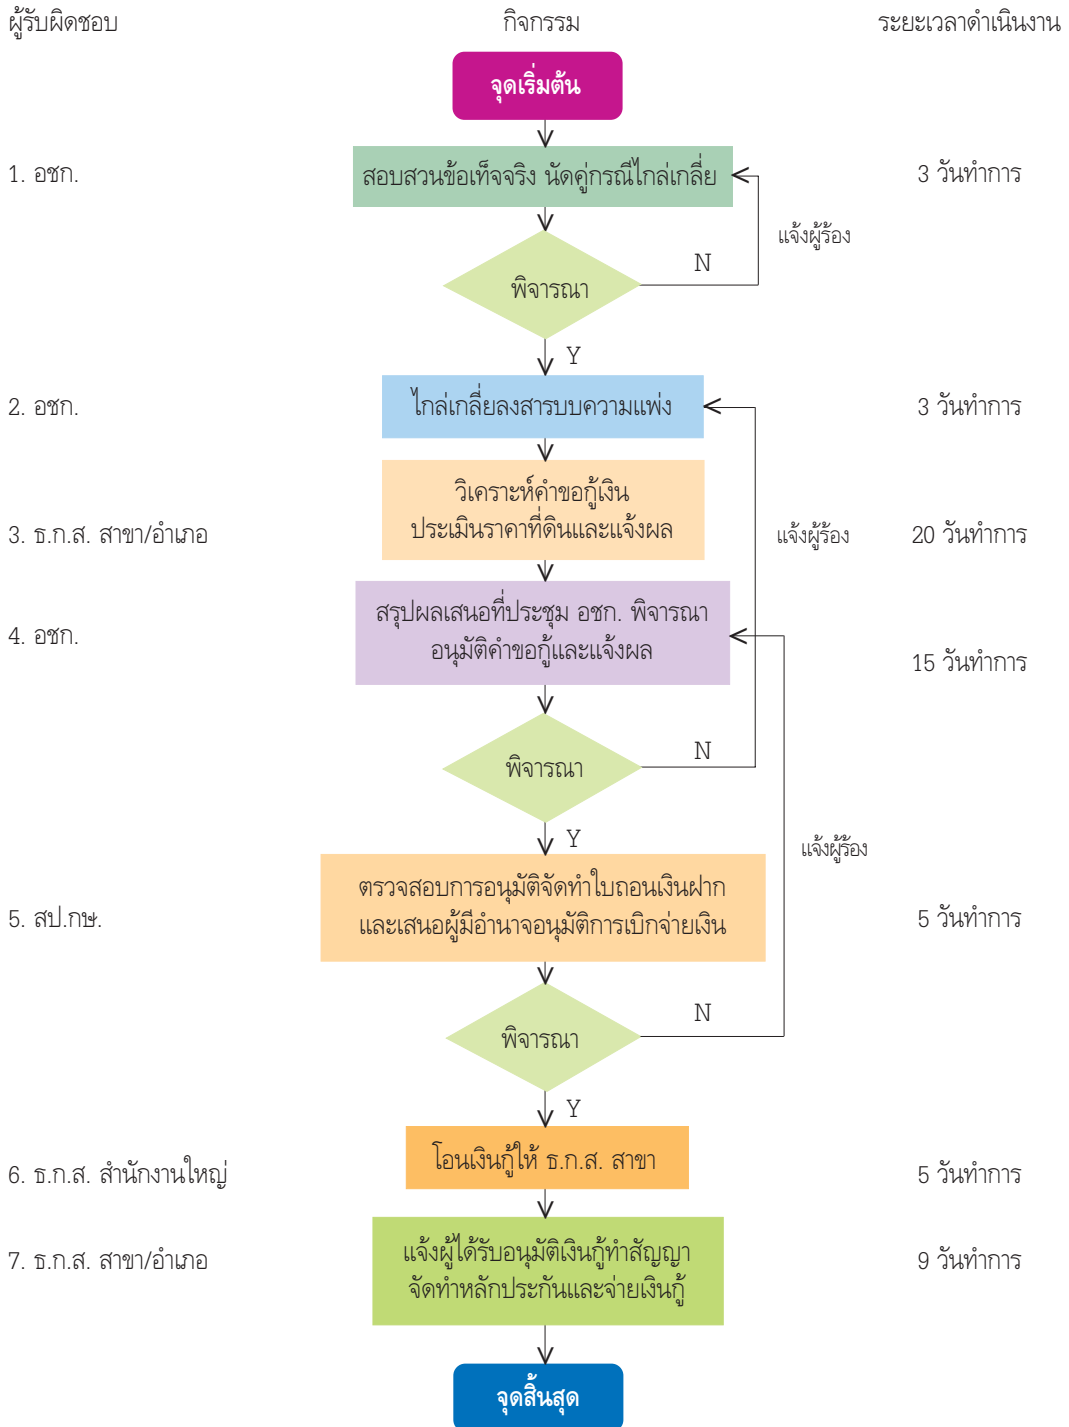 ผู้รับผิดชอบ กิจกรรม ระยะเวลาดำเนินงาน
จุดเริ่มต้น
1. อชก. สอบสวนข้อเท็จจริง นัดคู่กรณีไกล่เกลี่ย 3 วันทำการ
แจ้งผู้ร้อง
N
พิจารณา
Y
2. อชก. ไกล่เกลี่ยลงสารบบความแพ่ง 3 วันทำการ
วิเคราะห์คำขอกู้เงิน
3. ธ.ก.ส. สาขา/อำเภอ ประเมินราคาที่ดินและแจ้งผล แจ้งผู้ร้อง 20 วันทำการ
สรุปผลเสนอที่ประชุม อชก. พิจารณา
4. อชก. อนุมัติคำขอกู้และแจ้งผล
15 วันทำการ
N
พิจารณา
Y
แจ้งผู้ร้อง
ตรวจสอบการอนุมัติจัดทำใบถอนเงินฝาก
5. สป.กษ. และเสนอผู้มีอำนาจอนุมัติการเบิกจ่ายเงิน 5 วันทำการ
N
พิจารณา
Y
6. ธ.ก.ส. สำนักงานใหญ่ โอนเงินกู้ให้ ธ.ก.ส. สาขา 5 วันทำการ
7. ธ.ก.ส. สาขา/อำเภอ แจ้งผู้ได้รับอนุมัติเงินกู้ทำสัญญา 9 วันทำการ
จัดทำหลักประกันและจ่ายเงินกู้
จุดสิ้นสุด